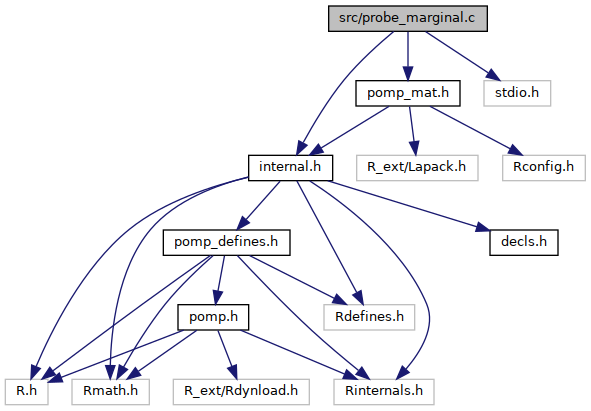 src/probe_marginal.c
pomp_mat.h
stdio.h
internal.h
R_ext/Lapack.h
Rconfig.h
pomp_defines.h
decls.h
pomp.h
Rdefines.h
R.h
Rmath.h
R_ext/Rdynload.h
Rinternals.h